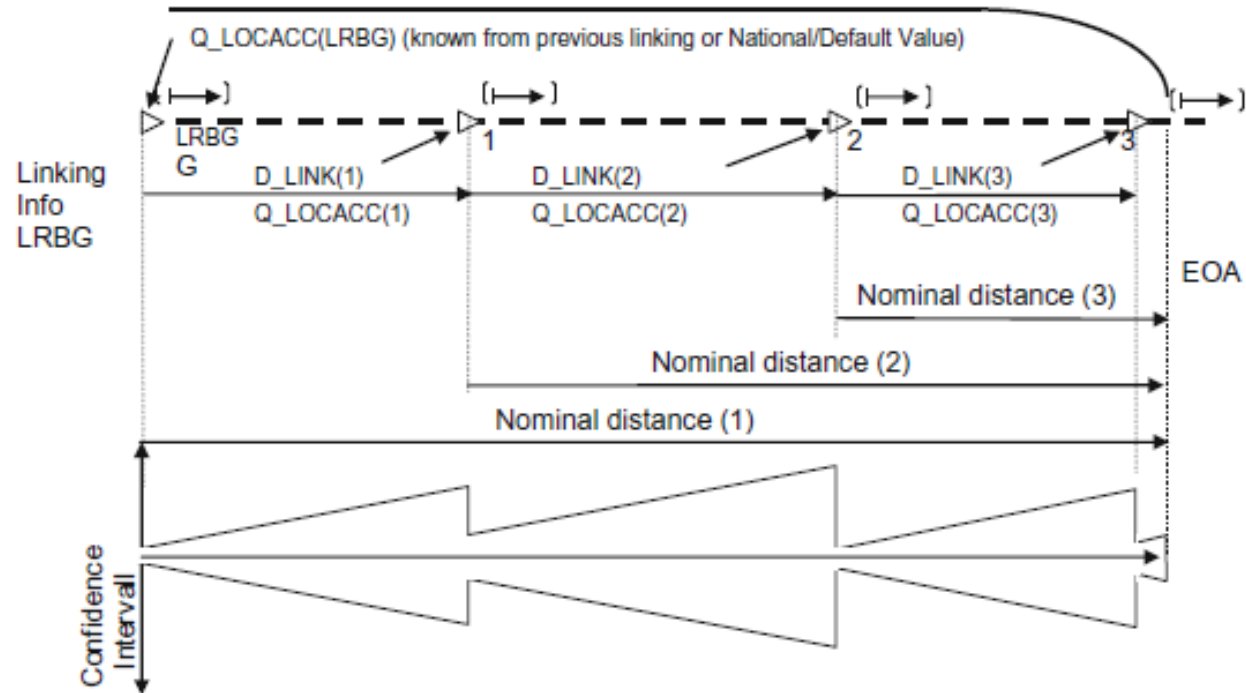 Q_LOCACC(LRBG) (known from previous linking or National/Default Value)
LRBG
G
1
2
3
Linking
Info
LRBG
D_LINK(1)
Q_LOCACC(1)
D_LINK(2)
Q_LOCACC(2)
D_LINK(3)
Q_LOCACC(3)
EOA
Nominal distance (3)
Nominal distance (2)
Nominal distance (1)
Confidence
Intervall